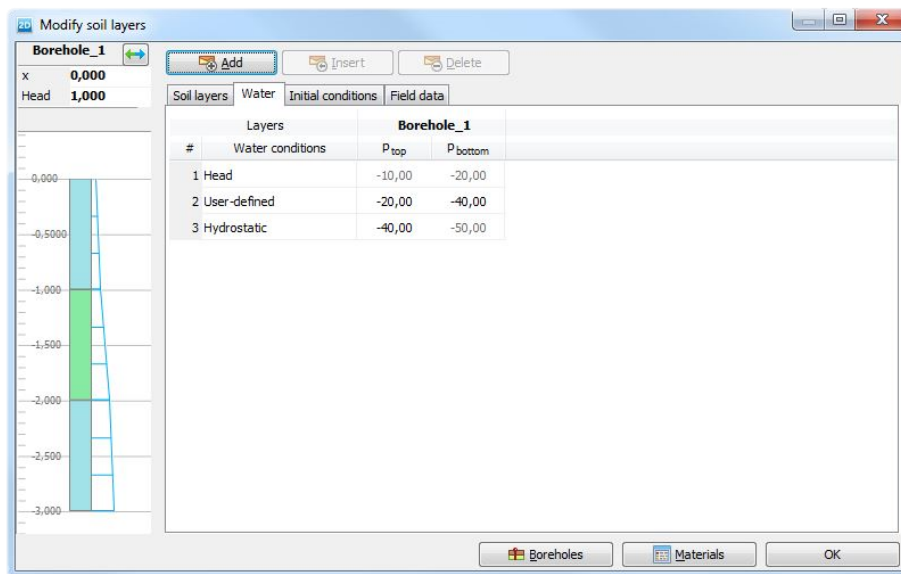 2D Modify soil layers
Borehole_1
x 0,000
Head 1,000
Add Insert Delete
Soil layers Water Initial conditions Field data
Layers Borehole_1
# Water conditions P top P bottom
1 Head -10,00 -20,00
2 User-defined -20,00 -40,00
3 Hydrostatic -40,00 -50,00
0,000
-0,5000
-1,000
-1,500
-2,000
-2,500
-3,000
Boreholes Materials OK